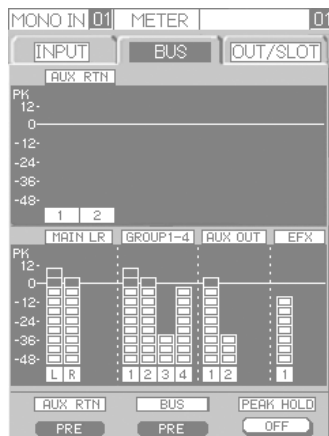 MONO IN 01 METER 01
INPUT BUS OUT/SLOT
AUX RTN
PK
12-
0-
-12-
-24-
-36-
-48-
1 2
MAIN LR GROUP1-4 AUX OUT EFX
PK
12-
0-
-12-
-24-
-36-
-48-
L R 1 2 3 4 1 2 1
AUX RTN BUS PEAK HOLD
PRE PRE OFF